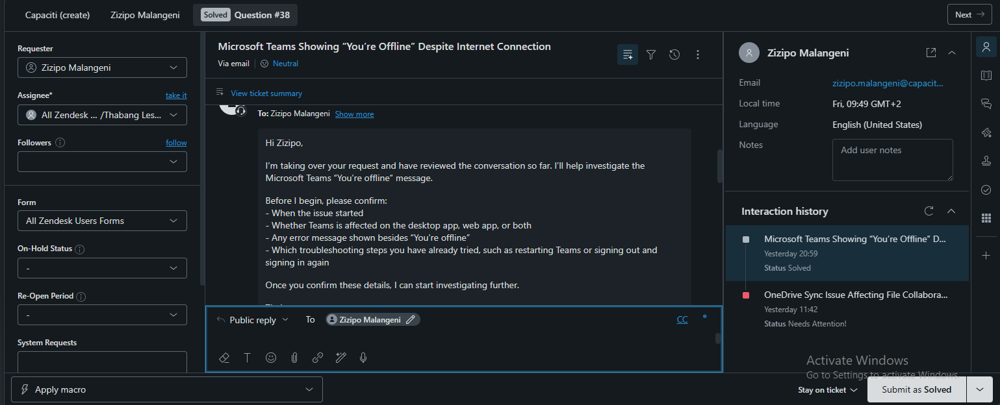 Capaciti (create)
Zizipo Malangeni
Solved Question #38
Next
Requester
Zizipo Malangeni
Assignee*
take it
All Zendesk ... /Thabang Les...
Followers
follow
Form
All Zendesk Users Forms
On-Hold Status
-
Re-Open Period
-
System Requests
Microsoft Teams Showing “You’re Offline” Despite Internet Connection
Via email
Neutral
View ticket summary
To: Zizipo Malangeni Show more
Hi Zizipo,
I’m taking over your request and have reviewed the conversation so far. I’ll help investigate the
Microsoft Teams “You’re offline” message.
Before I begin, please confirm:
- When the issue started
- Whether Teams is affected on the desktop app, web app, or both
- Any error message shown besides “You’re offline”
- Which troubleshooting steps you have already tried, such as restarting Teams or signing out and
signing in again
Once you confirm these details, I can start investigating further.
Public reply
To
Zizipo Malangeni
CC
Zizipo Malangeni
Email
zizipo.malangeni@capacit...
Local time
Fri, 09:49 GMT+2
Language
English (United States)
Notes
Add user notes
Interaction history
Microsoft Teams Showing “You’re Offline” D...
Yesterday 20:59
Status Solved
OneDrive Sync Issue Affecting File Collabora...
Yesterday 11:42
Status Needs Attention!
Activate Windows
Go to Settings to activate Windows.
Apply macro
Stay on ticket
Submit as Solved